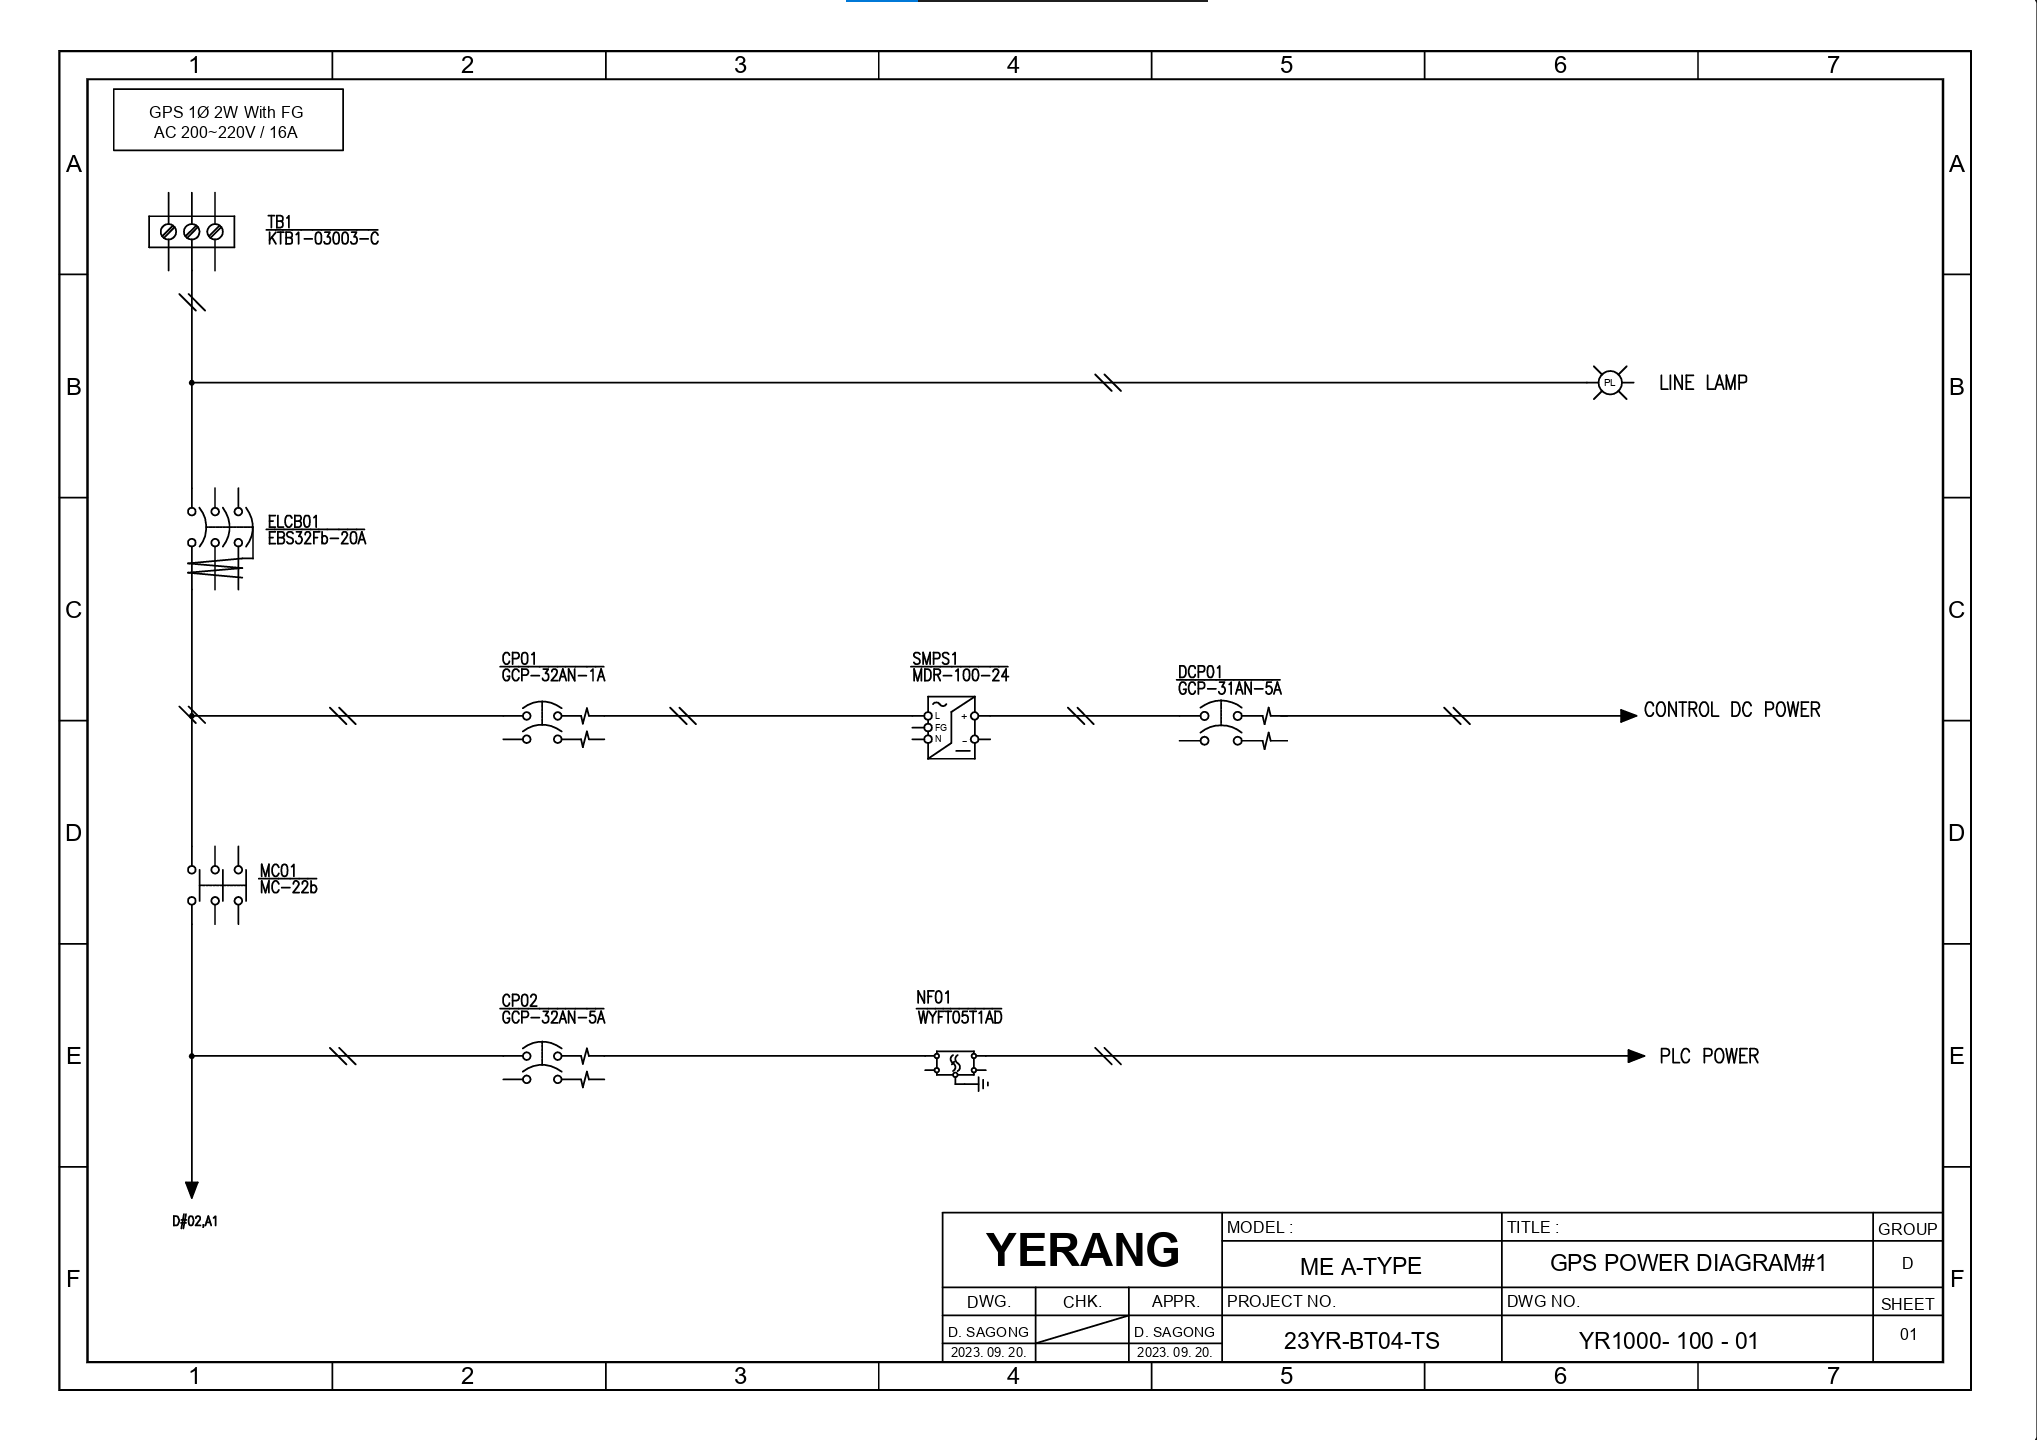 1 2 3 4 5 6 7
GPS 1Ø 2W With FG
AC 200~220V / 16A
A A
TB1
KTB1-03003-C
B B
PL LINE LAMP
ELCB01
EBS32Fb-20A
C C
CP01
GCP-32AN-1A
SMPS1
MDR-100-24
DCP01
GCP-31AN-5A
L +
FG
N -
CONTROL DC POWER
D D
MC01
MC-22b
CP02
GCP-32AN-5A
NF01
WYFT05T1AD
E E
PLC POWER
D#02,A1
F F
YERANG
MODEL :
ME A-TYPE
TITLE :
GPS POWER DIAGRAM#1
GROUP
D
DWG. CHK. APPR.
D. SAGONG D. SAGONG
2023. 09. 20. 2023. 09. 20.
PROJECT NO.
23YR-BT04-TS
DWG NO.
YR1000- 100 - 01
SHEET
01
1 2 3 4 5 6 7